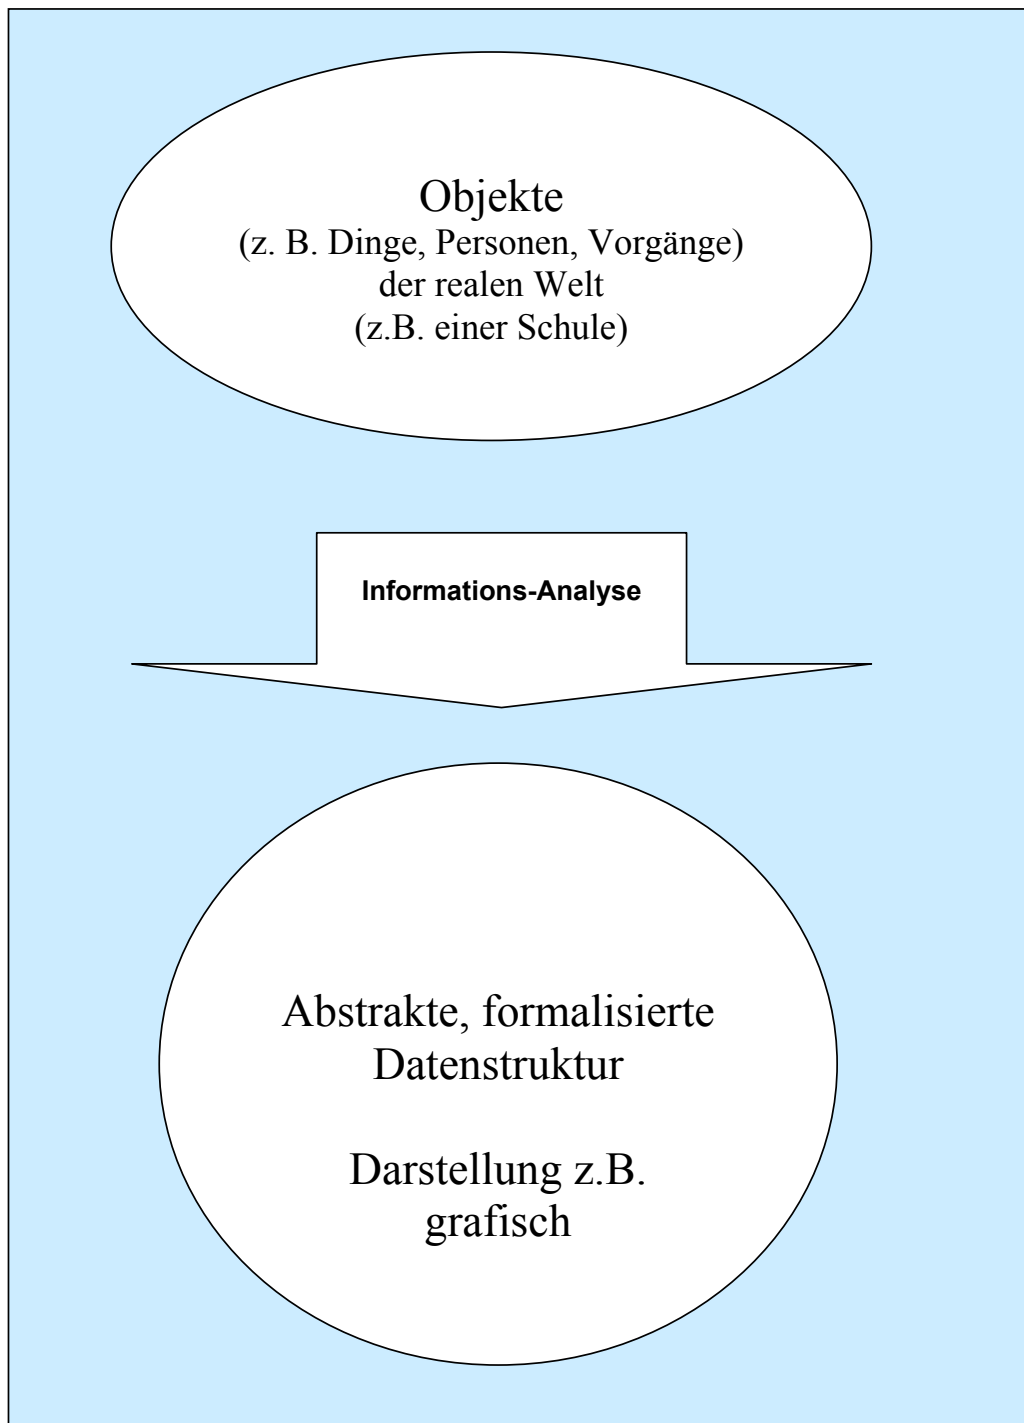 Objekte
(z. B. Dinge, Personen, Vorgänge)
der realen Welt
(z.B. einer Schule)
Informations-Analyse
Abstrakte, formalisierte
Datenstruktur
Darstellung z.B.
grafisch